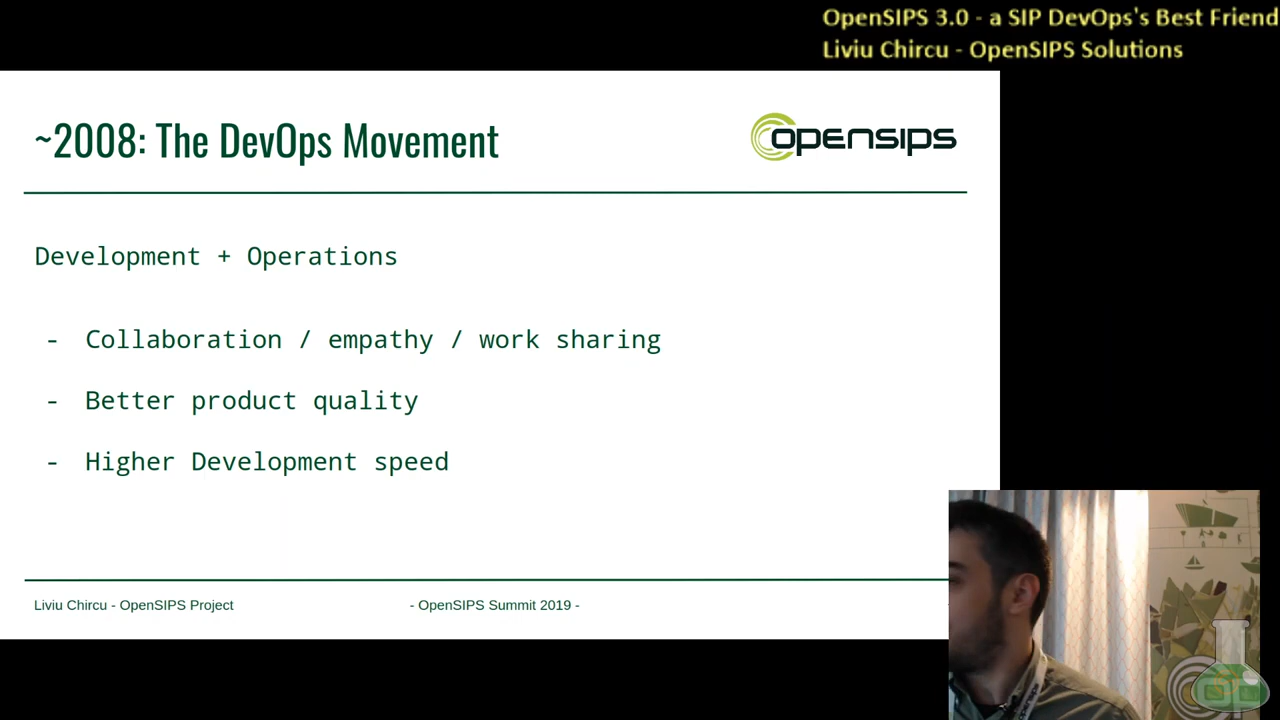 OpenSIPS 3.0 - a SIP DevOps's Best Friend
Liviu Chircu - OpenSIPS Solutions
~2008: The DevOps Movement
opensips
Development + Operations
- Collaboration / empathy / work sharing
- Better product quality
- Higher Development speed
Liviu Chircu - OpenSIPS Project
- OpenSIPS Summit 2019 -